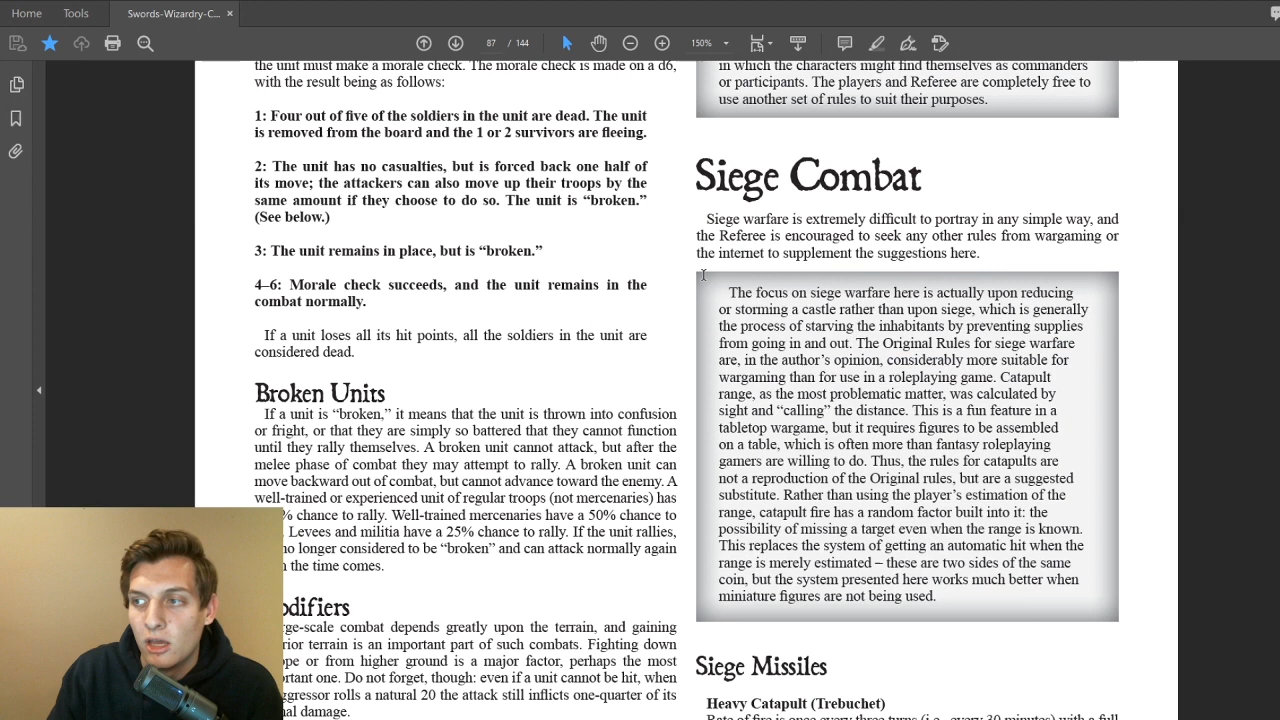 Home Tools Swords-Wizardry-C... ×
87 / 144 150%
the unit must make a morale check. The morale check is made on a d6,
with the result being as follows:
1: Four out of five of the soldiers in the unit are dead. The unit
is removed from the board and the 1 or 2 survivors are fleeing.
2: The unit has no casualties, but is forced back one half of
its move; the attackers can also move up their troops by the
same amount if they choose to do so. The unit is “broken.”
(See below.)
3: The unit remains in place, but is “broken.”
4–6: Morale check succeeds, and the unit remains in the
combat normally.
If a unit loses all its hit points, all the soldiers in the unit are
considered dead.
Broken Units
If a unit is “broken,” it means that the unit is thrown into confusion
or fright, or that they are simply so battered that they cannot function
until they rally themselves. A broken unit cannot attack, but after the
melee phase of combat they may attempt to rally. A broken unit can
move backward out of combat, but cannot advance toward the enemy. A
well-trained or experienced unit of regular troops (not mercenaries) has
% chance to rally. Well-trained mercenaries have a 50% chance to
. Levees and militia have a 25% chance to rally. If the unit rallies,
no longer considered to be “broken” and can attack normally again
the time comes.
odifiers
rge-scale combat depends greatly upon the terrain, and gaining
rior terrain is an important part of such combats. Fighting down
ope or from higher ground is a major factor, perhaps the most
ortant one. Do not forget, though: even if a unit cannot be hit, when
ggressor rolls a natural 20 the attack still inflicts one-quarter of its
al damage.
in which the characters might find themselves as commanders
or participants. The players and Referee are completely free to
use another set of rules to suit their purposes.
Siege Combat
Siege warfare is extremely difficult to portray in any simple way, and
the Referee is encouraged to seek any other rules from wargaming or
the internet to supplement the suggestions here.
The focus on siege warfare here is actually upon reducing
or storming a castle rather than upon siege, which is generally
the process of starving the inhabitants by preventing supplies
from going in and out. The Original Rules for siege warfare
are, in the author’s opinion, considerably more suitable for
wargaming than for use in a roleplaying game. Catapult
range, as the most problematic matter, was calculated by
sight and “calling” the distance. This is a fun feature in a
tabletop wargame, but it requires figures to be assembled
on a table, which is often more than fantasy roleplaying
gamers are willing to do. Thus, the rules for catapults are
not a reproduction of the Original rules, but are a suggested
substitute. Rather than using the player’s estimation of the
range, catapult fire has a random factor built into it: the
possibility of missing a target even when the range is known.
This replaces the system of getting an automatic hit when the
range is merely estimated – these are two sides of the same
coin, but the system presented here works much better when
miniature figures are not being used.
Siege Missiles
Heavy Catapult (Trebuchet)
Rate of fire is once every three turns (i.e., every 30 minutes) with a full